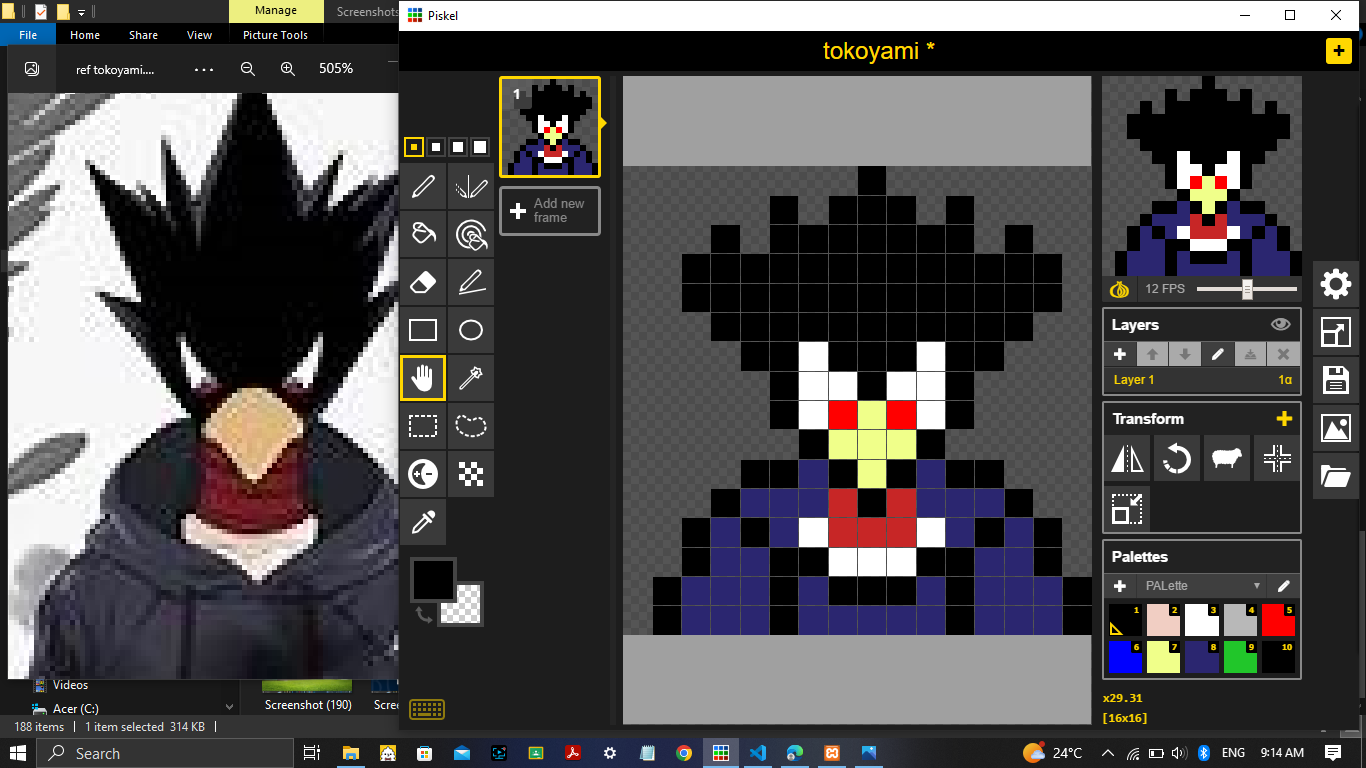 Manage
Screenshots
File
Home
Share
View
Picture Tools
ref tokoyami....
505%
Piskel
tokoyami *
1
Add new
frame
12 FPS
Layers
Layer 1
1α
Transform
Palettes
PALette
1
2
3
4
5
6
7
8
9
10
x29.31
[16x16]
Videos
Acer (C:)
Screenshot (190)
Scree
188 items
1 item selected 314 KB
Search
24°C
ENG
9:14 AM